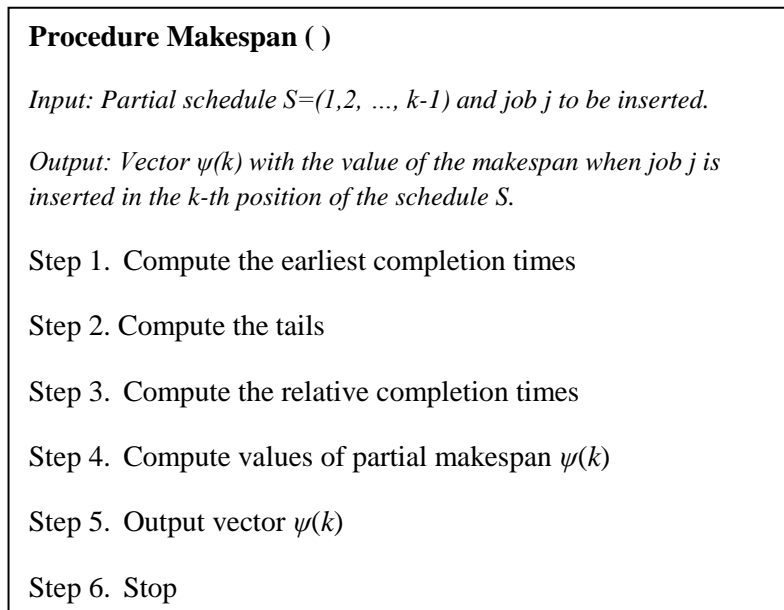 Procedure Makespan ( )
Input: Partial schedule S=(1,2, …, k-1) and job j to be inserted.
Output: Vector ψ(k) with the value of the makespan when job j is
inserted in the k-th position of the schedule S.
Step 1. Compute the earliest completion times
Step 2. Compute the tails
Step 3. Compute the relative completion times
Step 4. Compute values of partial makespan ψ(k)
Step 5. Output vector ψ(k)
Step 6. Stop